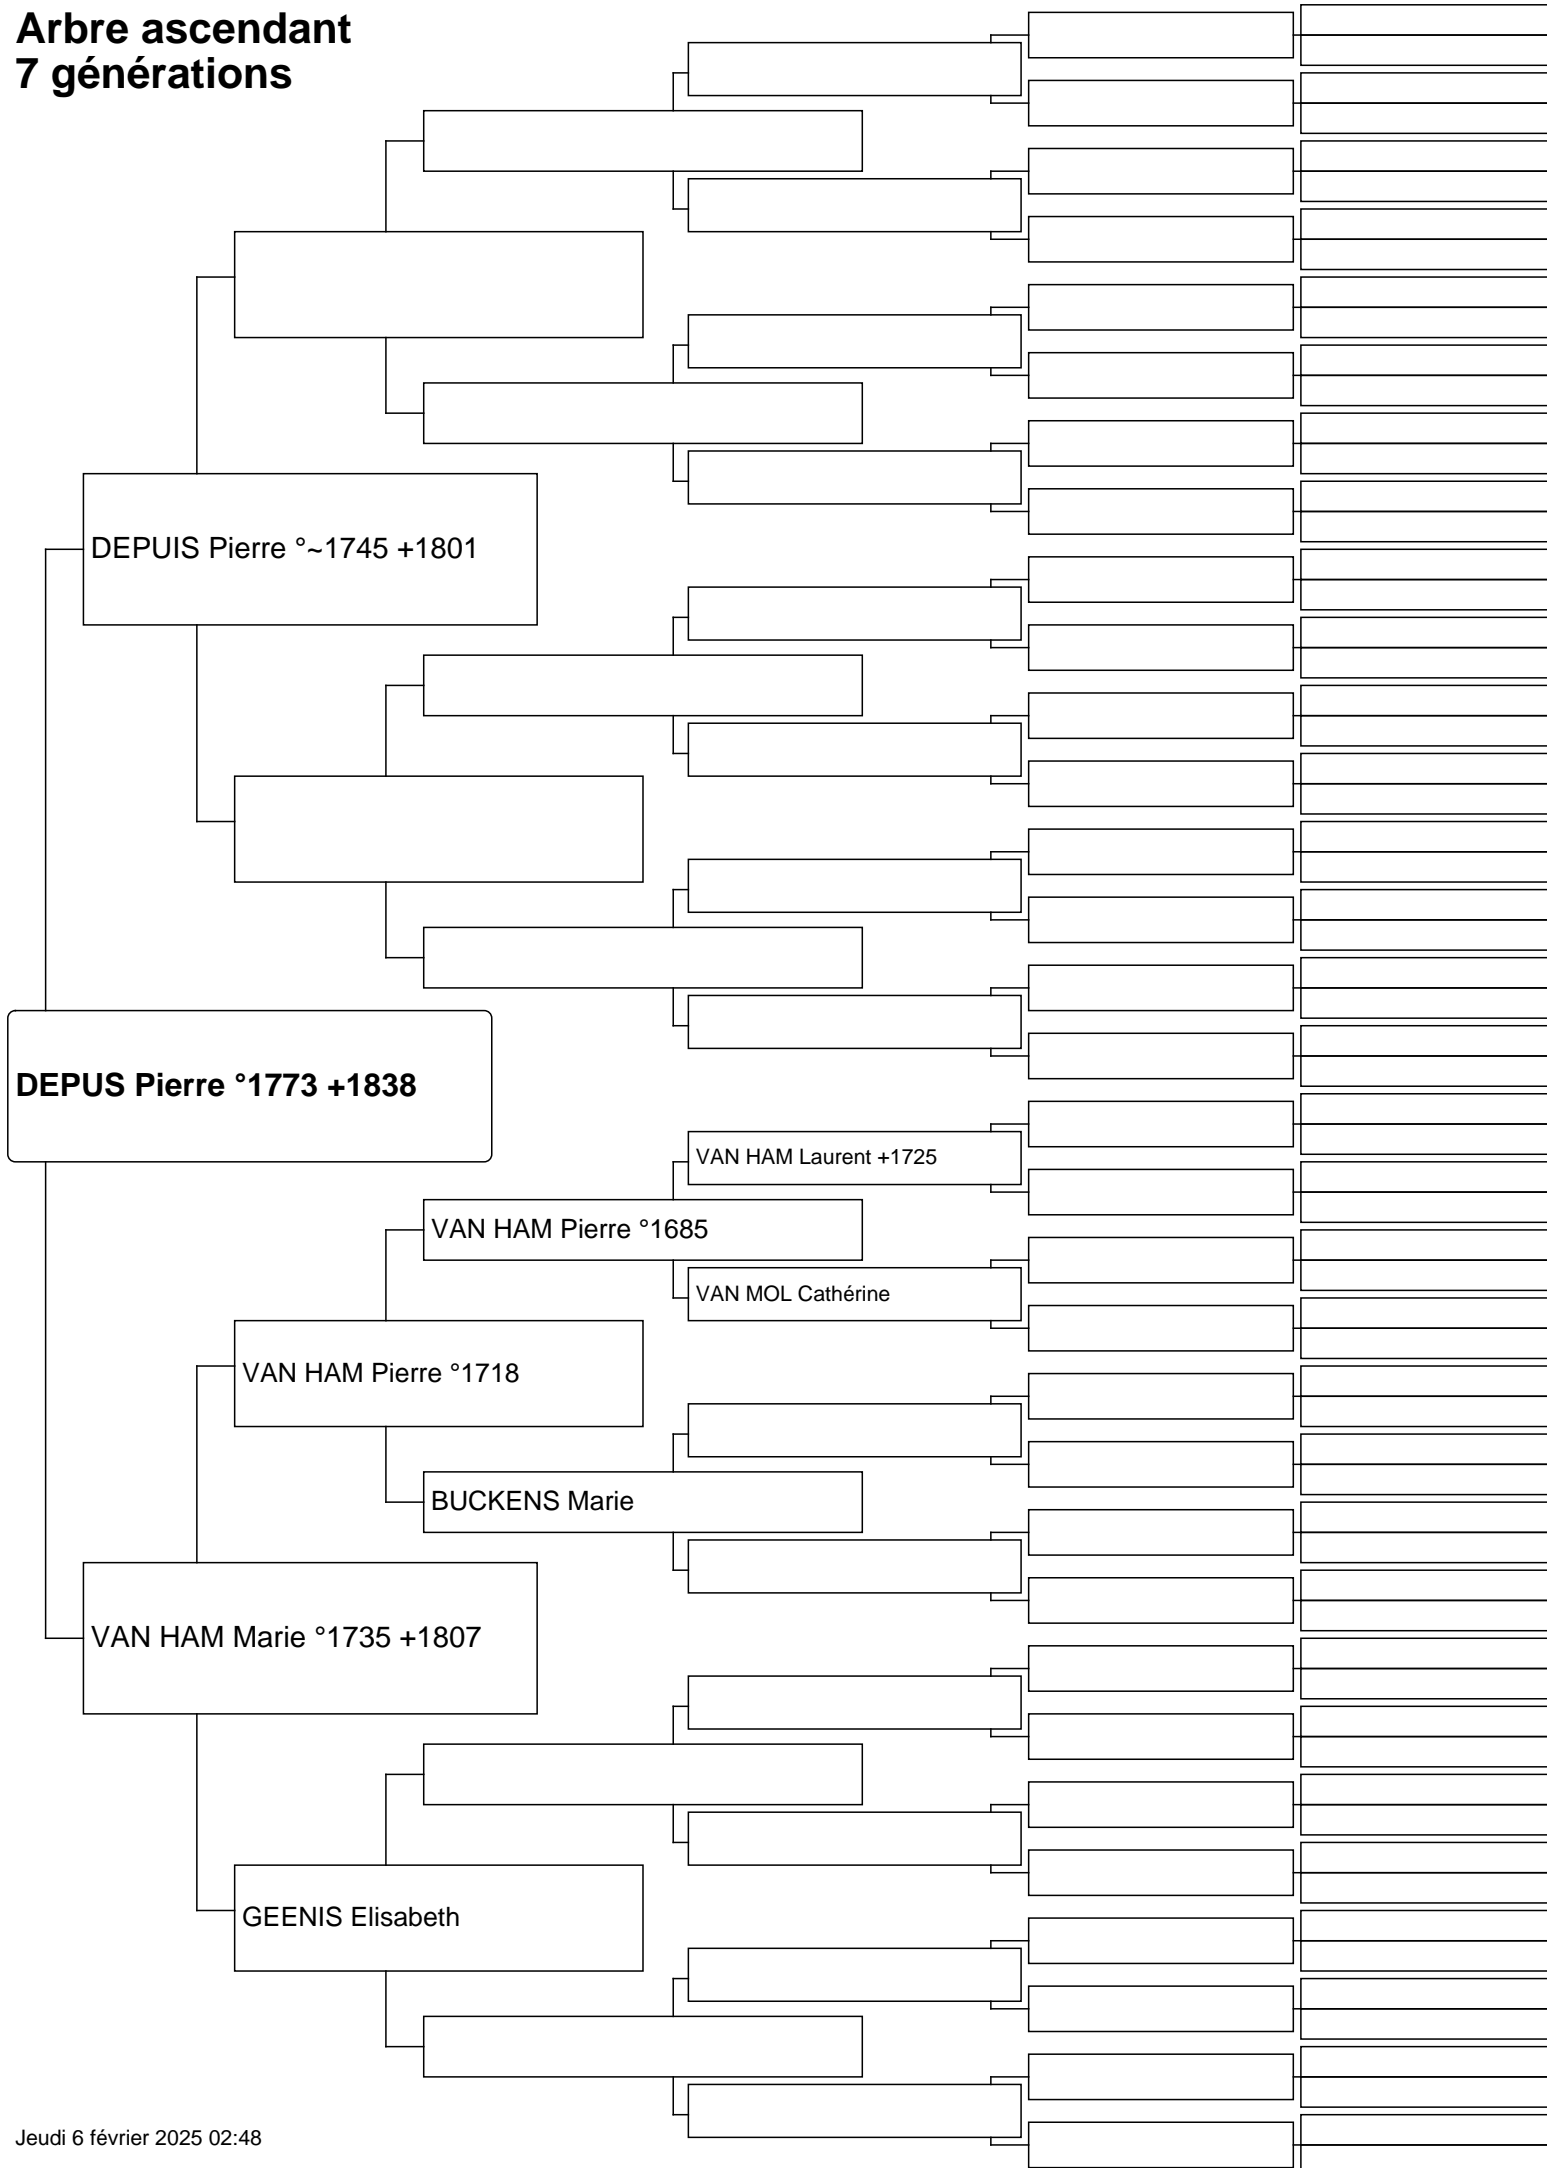 Arbre ascendant
7 générations
DEPUIS Pierre °~1745 +1801
DEPUS Pierre °1773 +1838
VAN HAM Laurent +1725
VAN HAM Pierre °1685
VAN MOL Cathérine
VAN HAM Pierre °1718
BUCKENS Marie
VAN HAM Marie °1735 +1807
GEENIS Elisabeth
Jeudi 6 février 2025 02:48